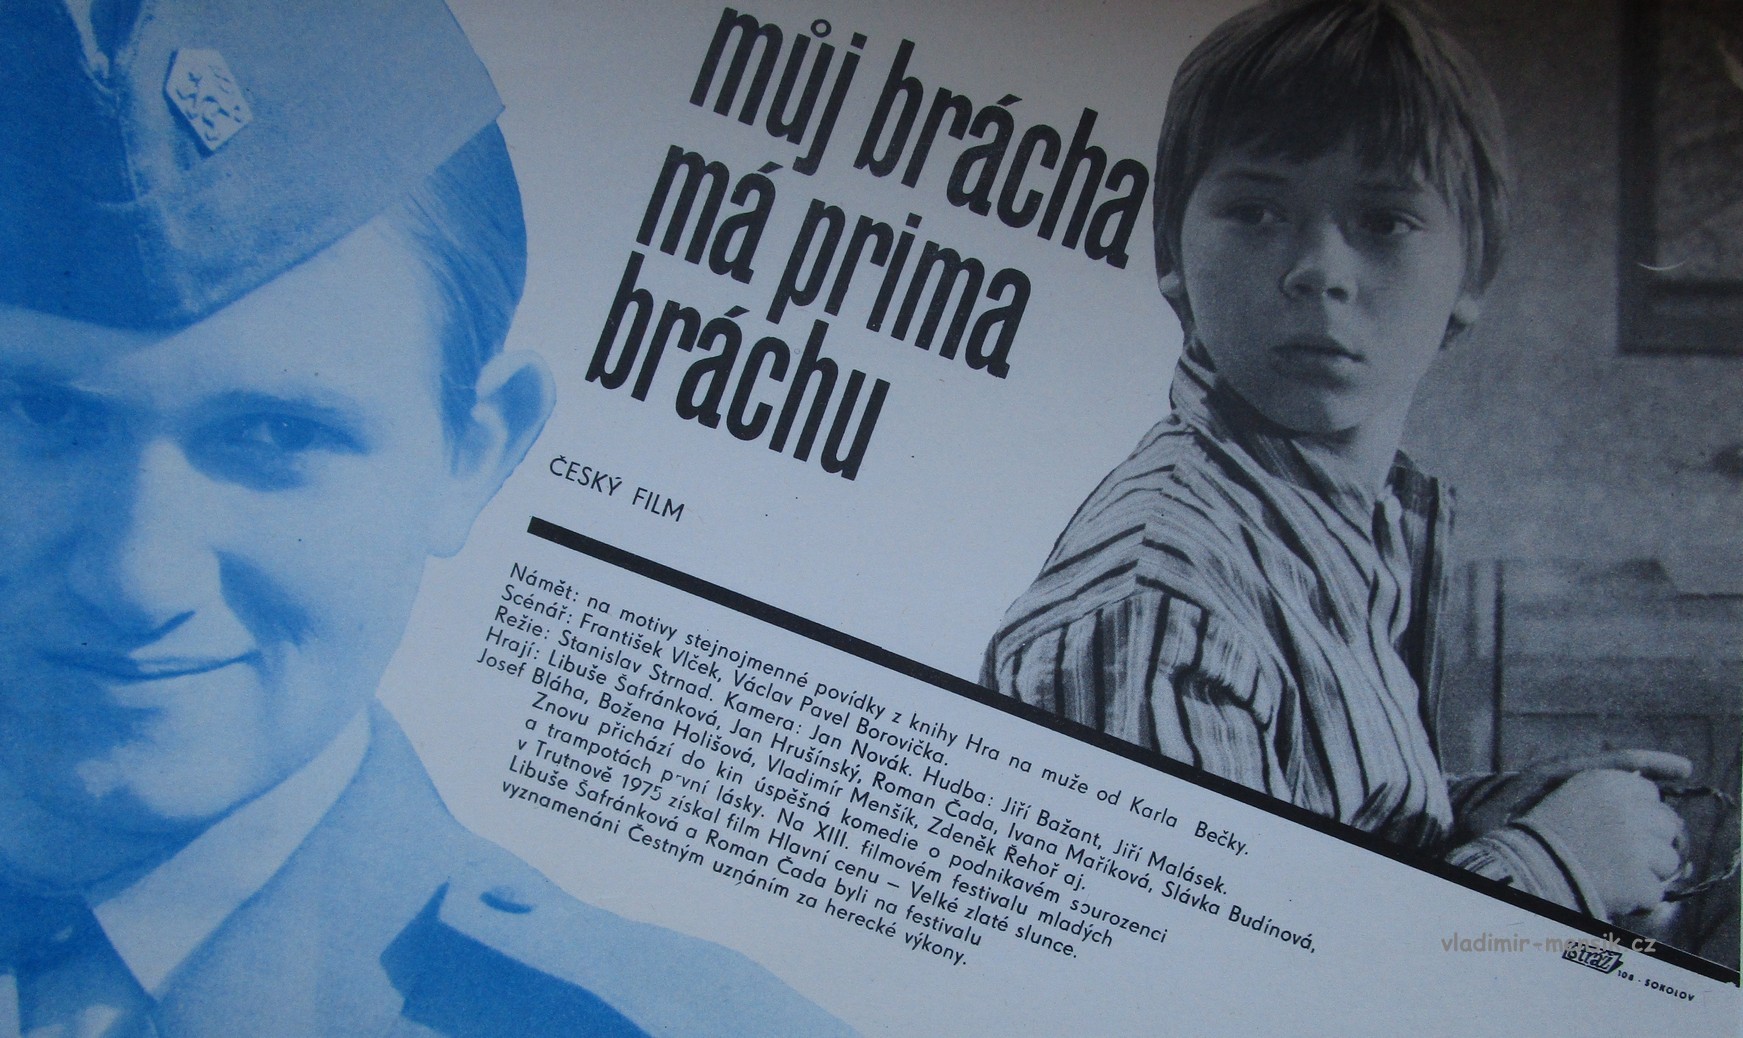 můj brácha
má prima
bráchu
ČESKÝ FILM
Námět: na motivy stejnojmenné povídky z knihy Hra na muže od Karla Bečky.
Scénář: František Vlček, Václav Pavel Borovička.
Režie: Stanislav Strnad. Kamera: Jan Novák. Hudba: Jiří Bažant, Jiří Malásek.
Hrají: Libuše Šafránková, Jan Hrušínský, Roman Čada, Ivana Maříková, Slávka Budínová,
Josef Bláha, Božena Holišová, Vladimír Menšík, Zdeněk Řehoř aj.
Znovu přichází do kin úspěšná komedie o podnikavém sourozenci
a trampotách první lásky. Na XIII. filmovém festivalu mladých
v Trutnově 1975 získal film Hlavní cenu – Velké zlaté slunce.
Libuše Šafránková a Roman Čada byli na festivalu
vyznamenáni Čestným uznáním za herecké výkony.
vladimir-mensik.cz
Stráž 108 - SOKOLOV